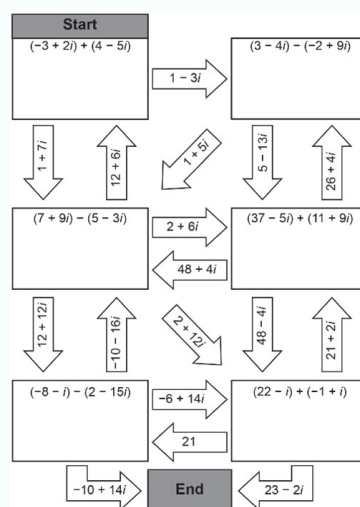 Start
(−3 + 2i) + (4 − 5i)
(3 − 4i) − (−2 + 9i)
1 − 3i
1 + 7i
12 + 6i
1 + 5i
5 − 13i
26 + 4i
(7 + 9i) − (5 − 3i)
2 + 6i
(37 − 5i) + (11 + 9i)
48 + 4i
12 + 12i
−10 − 16i
2 + 12i
48 − 4i
21 + 2i
(−8 − i) − (2 − 15i)
−6 + 14i
(22 − i) + (−1 + i)
21
−10 + 14i
End
23 − 2i